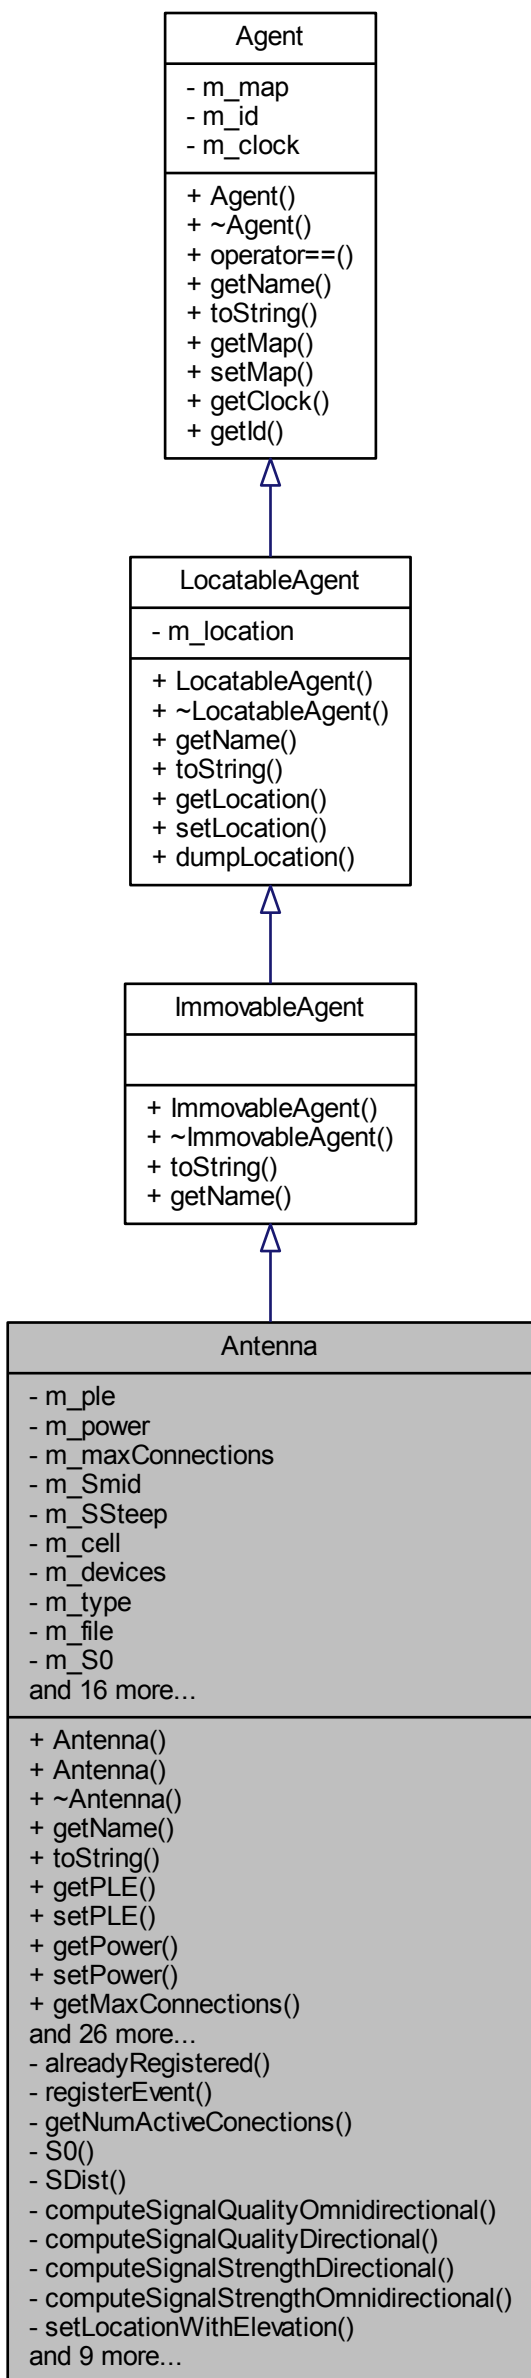 Agent
- m_map
- m_id
- m_clock
+ Agent()
+ ~Agent()
+ operator==()
+ getName()
+ toString()
+ getMap()
+ setMap()
+ getClock()
+ getId()
LocatableAgent
- m_location
+ LocatableAgent()
+ ~LocatableAgent()
+ getName()
+ toString()
+ getLocation()
+ setLocation()
+ dumpLocation()
ImmovableAgent
+ ImmovableAgent()
+ ~ImmovableAgent()
+ toString()
+ getName()
Antenna
- m_ple
- m_power
- m_maxConnections
- m_Smid
- m_SSteep
- m_cell
- m_devices
- m_type
- m_file
- m_S0
and 16 more...
+ Antenna()
+ Antenna()
+ ~Antenna()
+ getName()
+ toString()
+ getPLE()
+ setPLE()
+ getPower()
+ setPower()
+ getMaxConnections()
and 26 more...
- alreadyRegistered()
- registerEvent()
- getNumActiveConections()
- S0()
- SDist()
- computeSignalQualityOmnidirectional()
- computeSignalQualityDirectional()
- computeSignalStrengthDirectional()
- computeSignalStrengthOmnidirectional()
- setLocationWithElevation()
and 9 more...